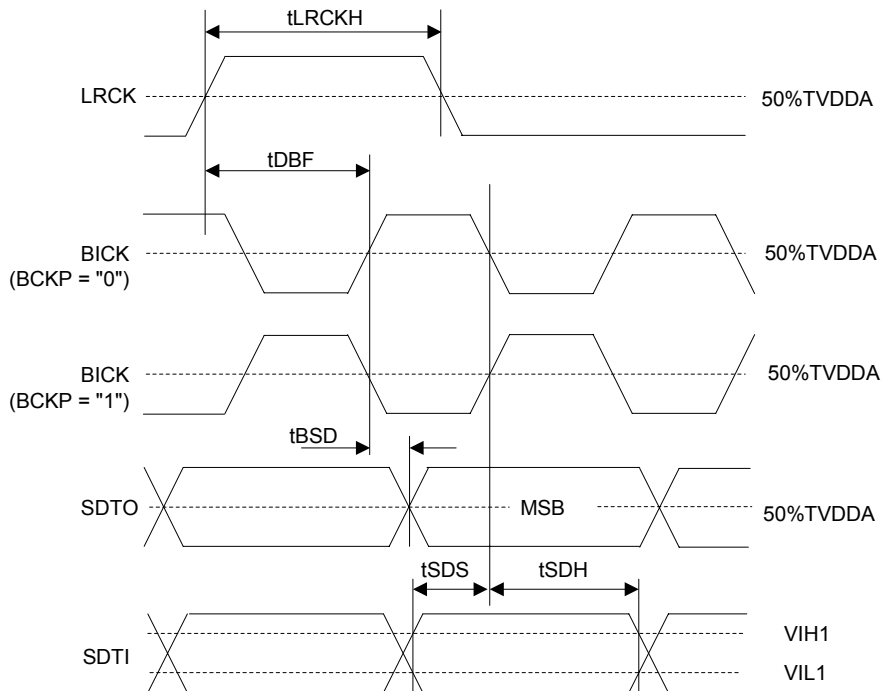 tLRCKH
LRCK
50%TVDDA
tDBF
BICK
(BCKP = "0")
50%TVDDA
BICK
(BCKP = "1")
50%TVDDA
tBSD
SDTO
MSB
50%TVDDA
tSDS
tSDH
SDTI
VIH1
VIL1